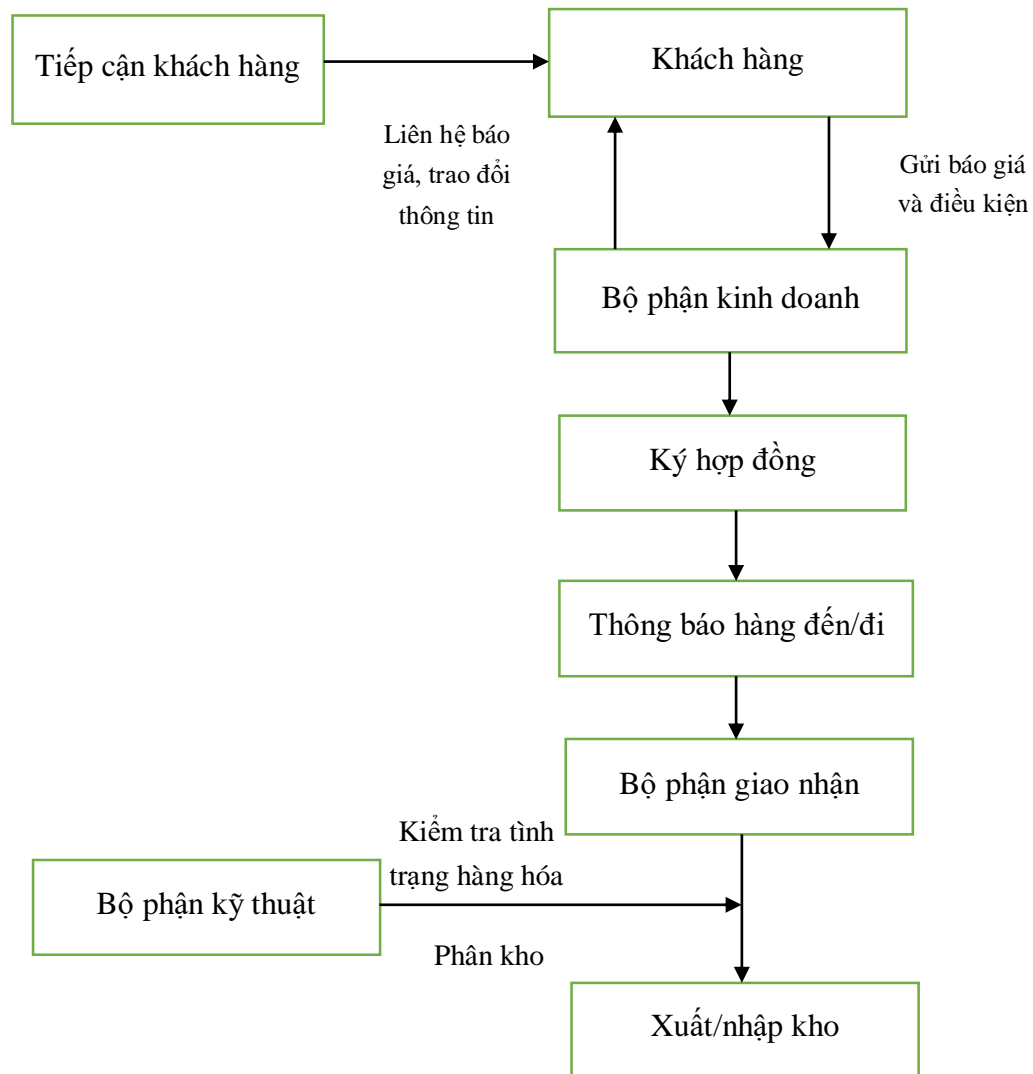 Tiếp cận khách hàng
Khách hàng
Liên hệ báo
giá, trao đổi
thông tin
Gửi báo giá
và điều kiện
Bộ phận kinh doanh
Ký hợp đồng
Thông báo hàng đến/đi
Bộ phận giao nhận
Kiểm tra tình
trạng hàng hóa
Bộ phận kỹ thuật
Phân kho
Xuất/nhập kho